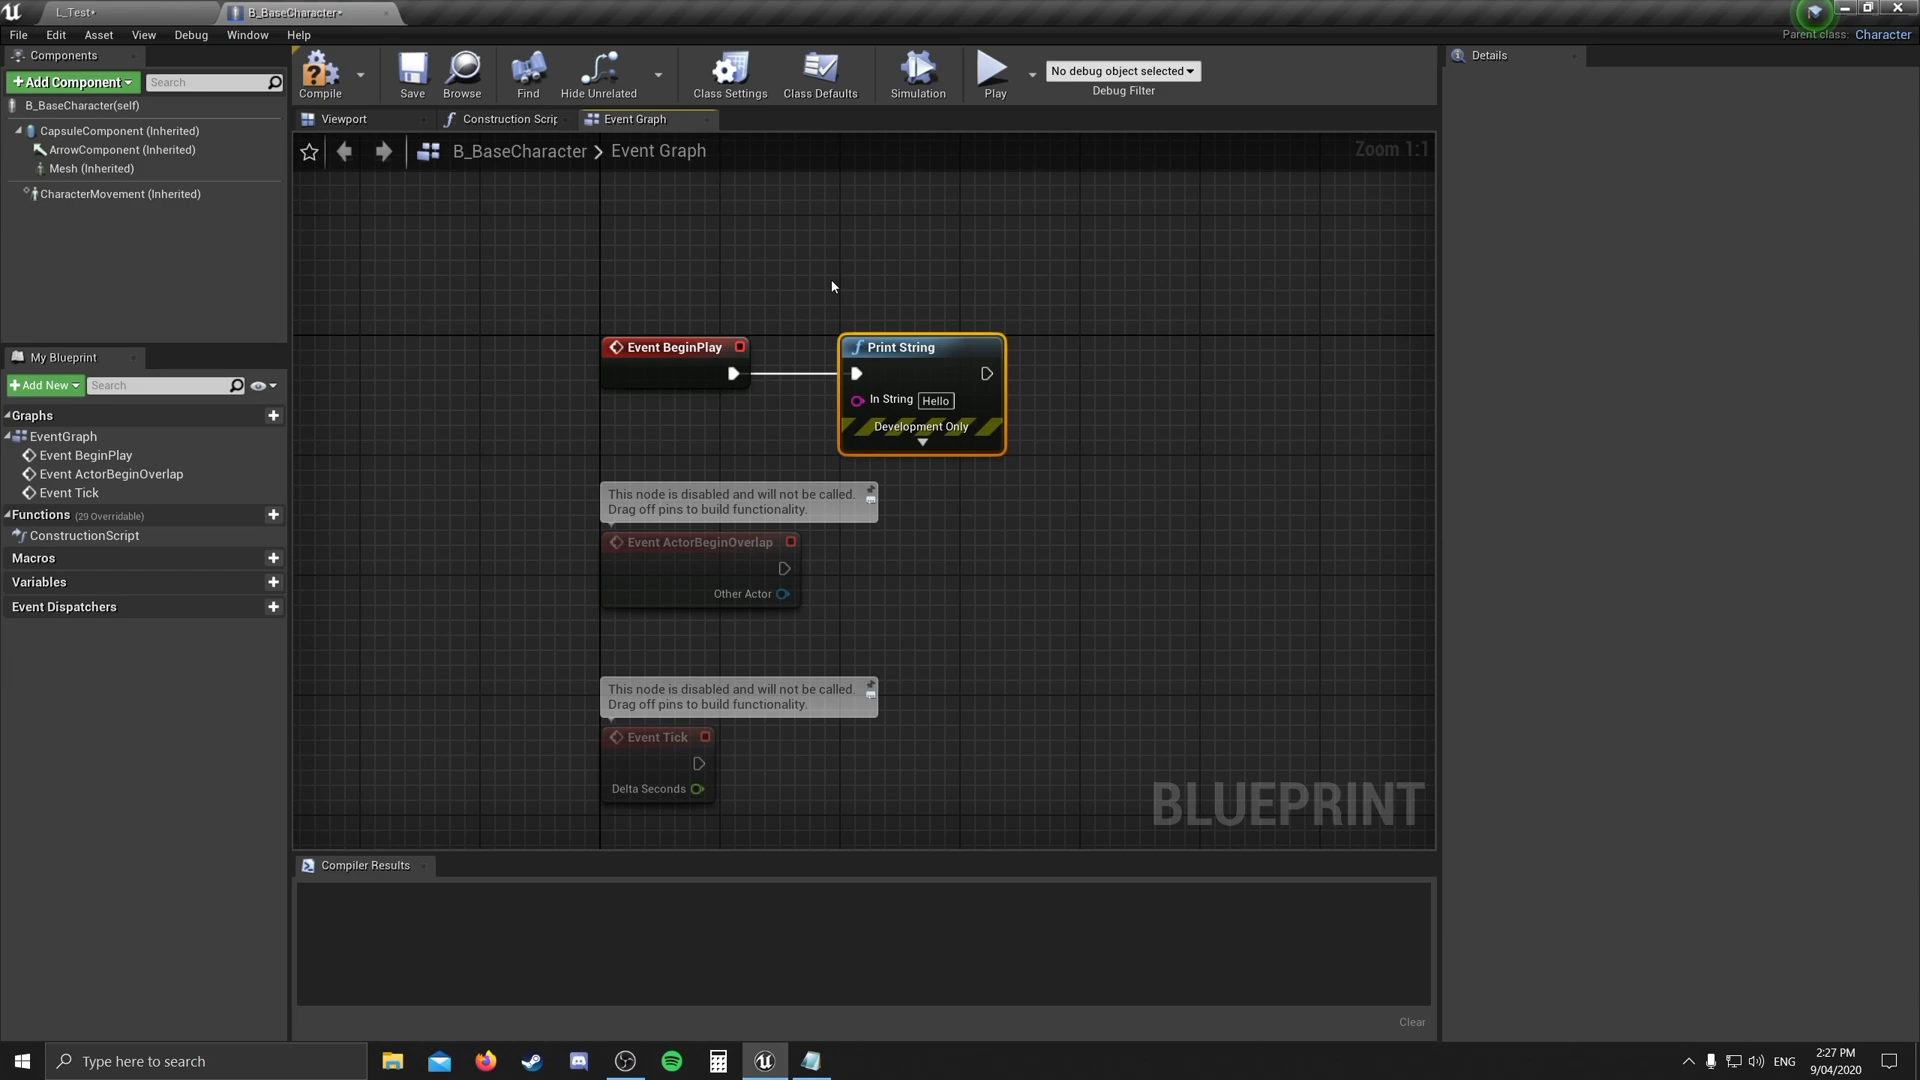 L_Test•
B_BaseCharacter•
File Edit Asset View Debug Window Help
Parent class: Character
Components
+Add Component
Search
B_BaseCharacter(self)
CapsuleComponent (Inherited)
ArrowComponent (Inherited)
Mesh (Inherited)
CharacterMovement (Inherited)
My Blueprint
+Add New
Search
Graphs
EventGraph
Event BeginPlay
Event ActorBeginOverlap
Event Tick
Functions (29 Overridable)
ConstructionScript
Macros
Variables
Event Dispatchers
Compile
Save
Browse
Find
Hide Unrelated
Class Settings
Class Defaults
Simulation
Play
No debug object selected
Debug Filter
Viewport
Construction Scrip
Event Graph
B_BaseCharacter > Event Graph
Zoom 1:1
Event BeginPlay
Print String
In String Hello
Development Only
This node is disabled and will not be called.
Drag off pins to build functionality.
Event ActorBeginOverlap
Other Actor
This node is disabled and will not be called.
Drag off pins to build functionality.
Event Tick
Delta Seconds
BLUEPRINT
Compiler Results
Clear
Details
Type here to search
ENG
2:27 PM
9/04/2020